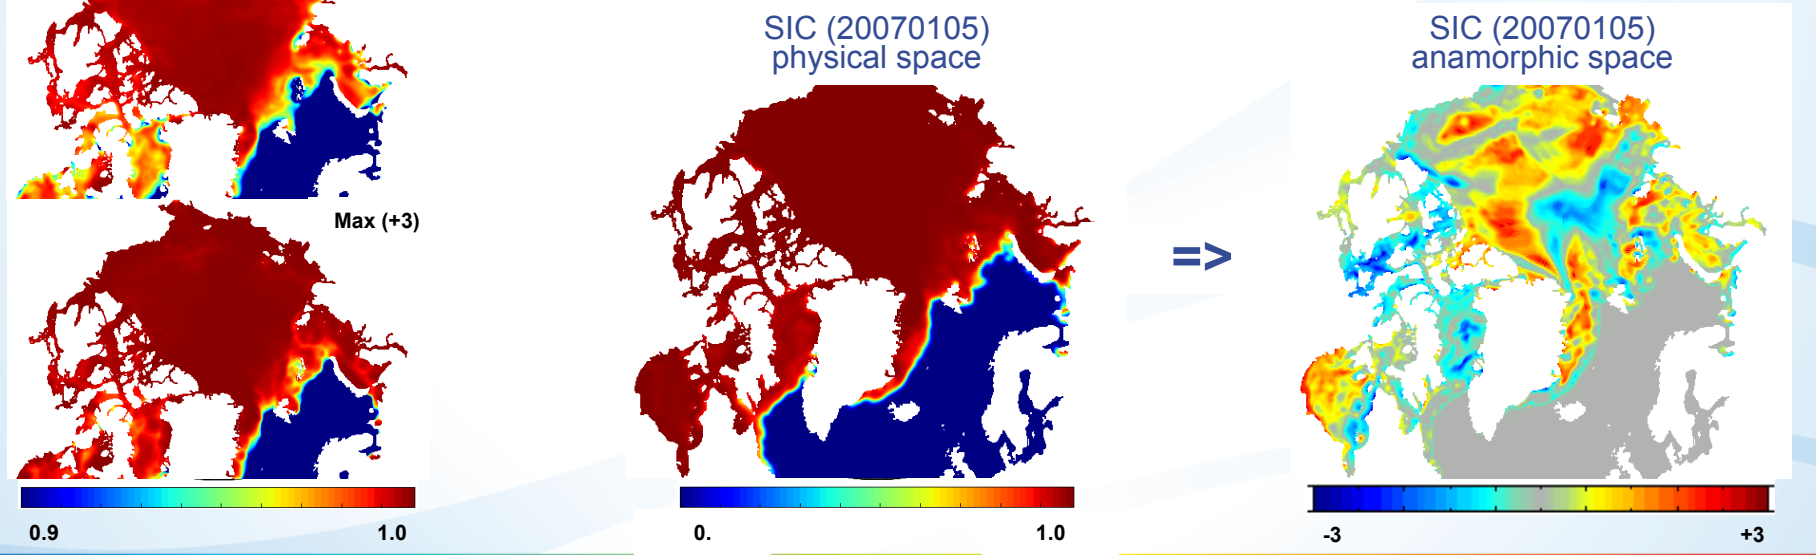 SIC (20070105)
physical space
SIC (20070105)
anamorphic space
Max (+3)
=>
0.9
1.0
0.
1.0
-3
+3